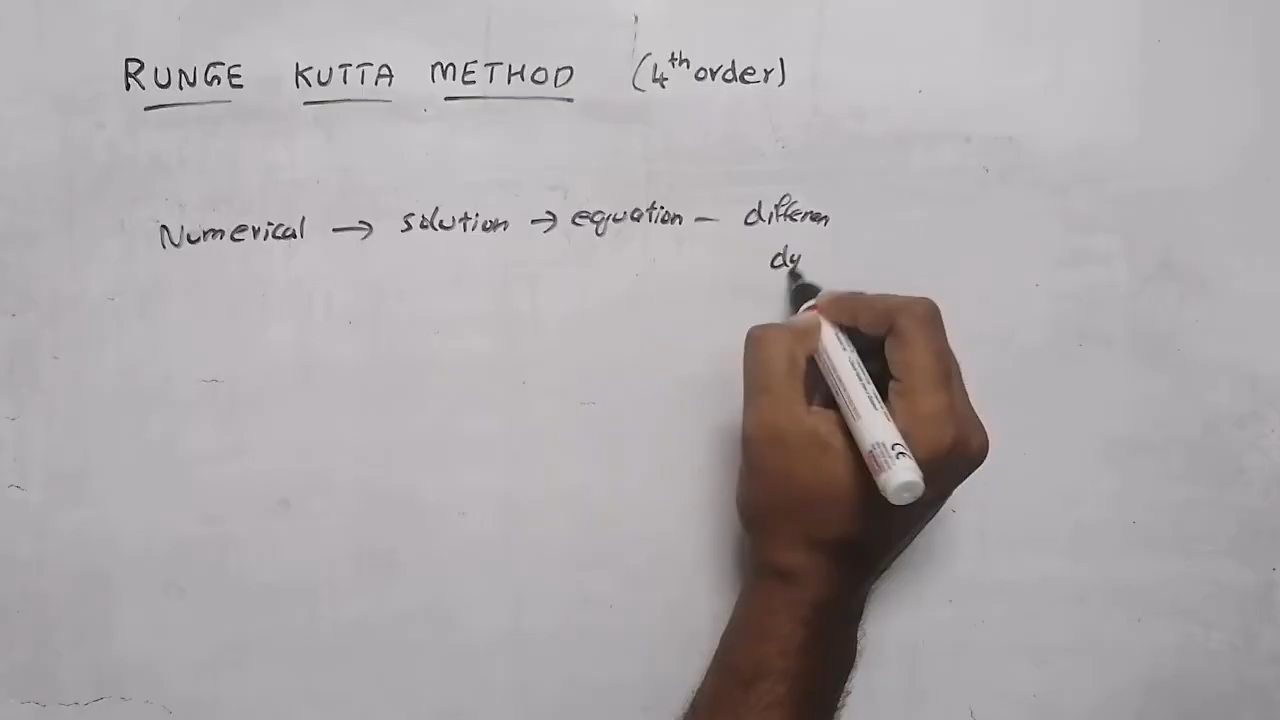 RUNGE KUTTA METHOD (4th order)
Numerical → solution → equation – differen
dy